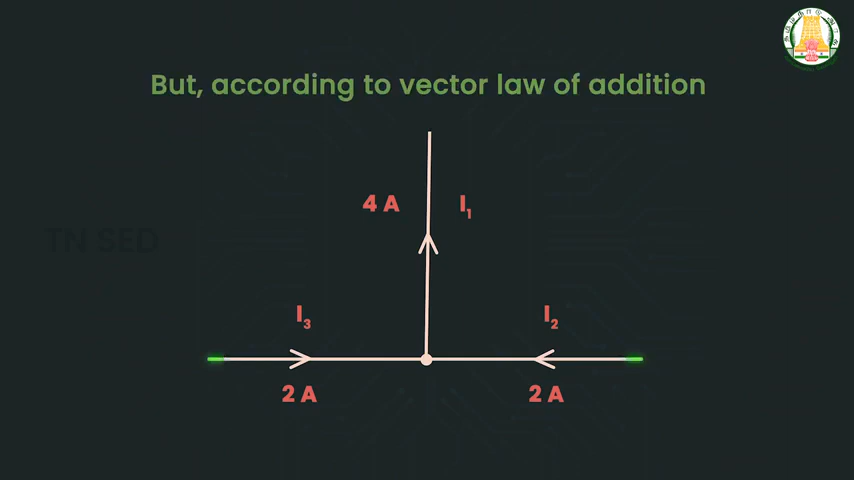 But, according to vector law of addition
4 A I₁
I₃ I₂
2 A 2 A
TN SED